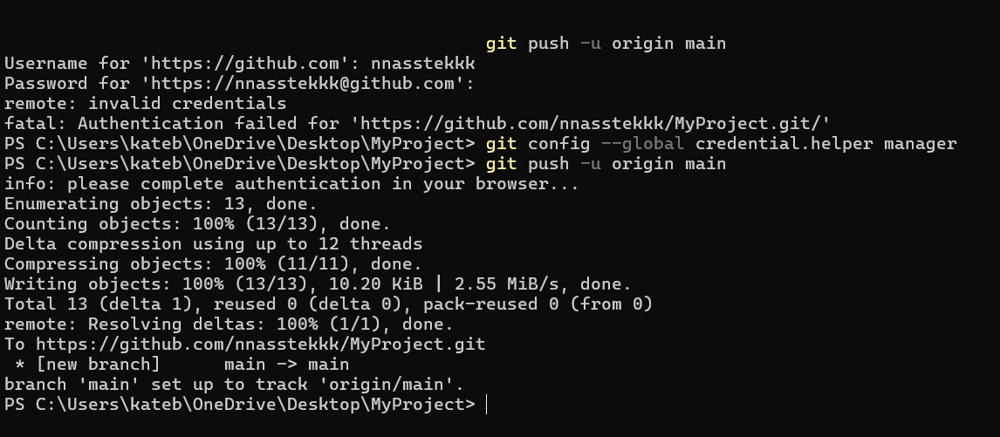 git push -u origin main
Username for 'https://github.com': nnasstekkk
Password for 'https://nnasstekkk@github.com':
remote: invalid credentials
fatal: Authentication failed for 'https://github.com/nnasstekkk/MyProject.git/'
PS C:\Users\kateb\OneDrive\Desktop\MyProject> git config --global credential.helper manager
PS C:\Users\kateb\OneDrive\Desktop\MyProject> git push -u origin main
info: please complete authentication in your browser...
Enumerating objects: 13, done.
Counting objects: 100% (13/13), done.
Delta compression using up to 12 threads
Compressing objects: 100% (11/11), done.
Writing objects: 100% (13/13), 10.20 KiB | 2.55 MiB/s, done.
Total 13 (delta 1), reused 0 (delta 0), pack-reused 0 (from 0)
remote: Resolving deltas: 100% (1/1), done.
To https://github.com/nnasstekkk/MyProject.git
 * [new branch]      main -> main
branch 'main' set up to track 'origin/main'.
PS C:\Users\kateb\OneDrive\Desktop\MyProject>